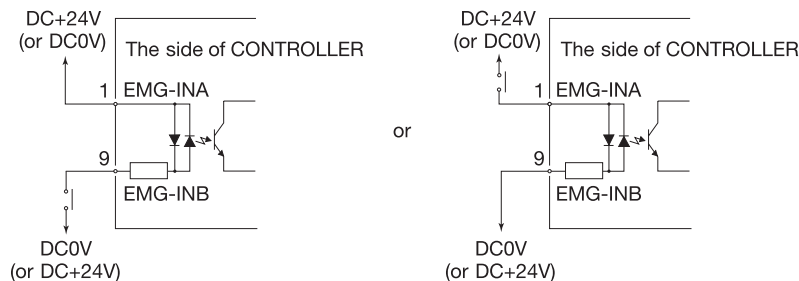 DC+24V
(or DC0V)
The side of CONTROLLER
1 EMG-INA
9
EMG-INB
DC0V
(or DC+24V)
or
DC+24V
(or DC0V)
The side of CONTROLLER
1 EMG-INA
9
EMG-INB
DC0V
(or DC+24V)